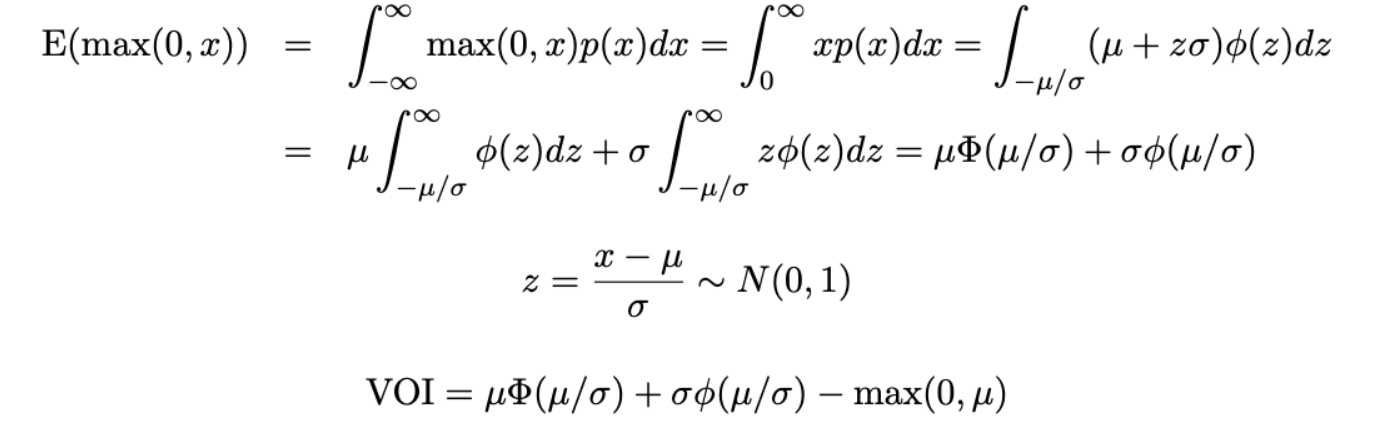 E(max(0, x)) = ∫_{−∞}^{∞} max(0, x)p(x)dx = ∫_{0}^{∞} xp(x)dx = ∫_{−μ/σ}^{∞} (μ + zσ)ϕ(z)dz
= μ ∫_{−μ/σ}^{∞} ϕ(z)dz + σ ∫_{−μ/σ}^{∞} zϕ(z)dz = μΦ(μ/σ) + σϕ(μ/σ)
z = \frac{x − μ}{σ} ∼ N(0, 1)
VOI = μΦ(μ/σ) + σϕ(μ/σ) − max(0, μ)